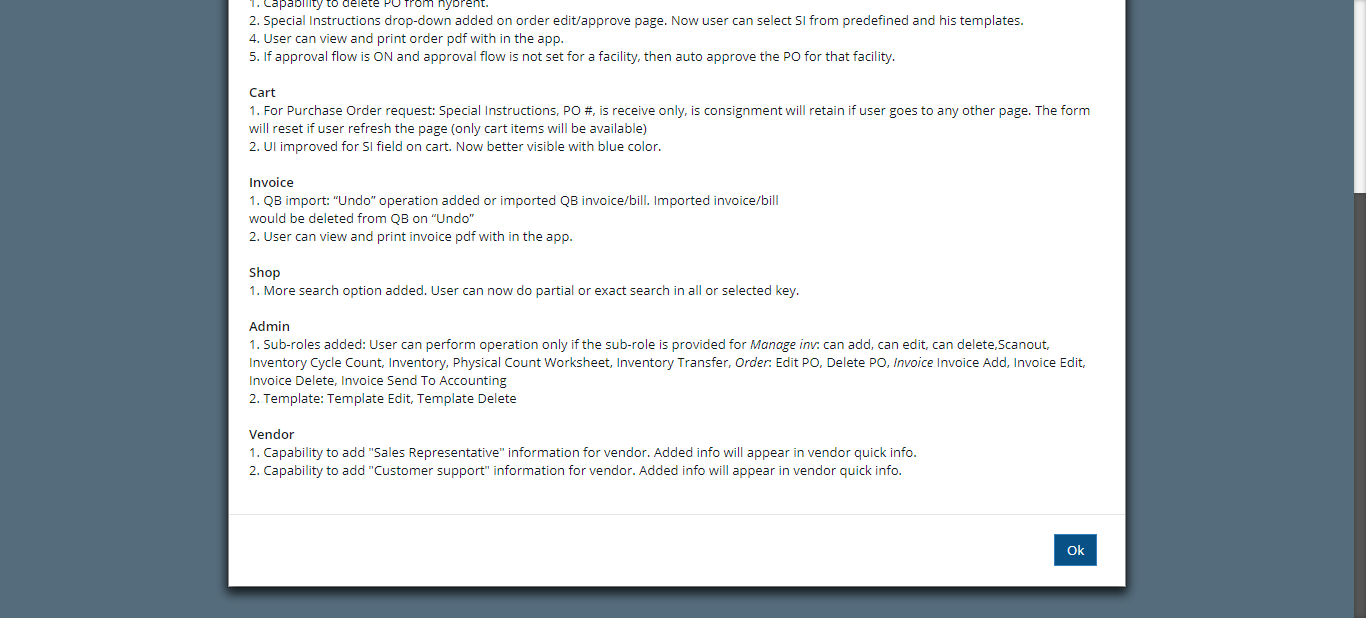 1. Capability to delete PO from hybrent.
2. Special Instructions drop-down added on order edit/approve page. Now user can select SI from predefined and his templates.
4. User can view and print order pdf with in the app.
5. If approval flow is ON and approval flow is not set for a facility, then auto approve the PO for that facility.
Cart
1. For Purchase Order request: Special Instructions, PO #, is receive only, is consignment will retain if user goes to any other page. The form
will reset if user refresh the page (only cart items will be available)
2. UI improved for SI field on cart. Now better visible with blue color.
Invoice
1. QB import: “Undo” operation added or imported QB invoice/bill. Imported invoice/bill
would be deleted from QB on “Undo”
2. User can view and print invoice pdf with in the app.
Shop
1. More search option added. User can now do partial or exact search in all or selected key.
Admin
1. Sub-roles added: User can perform operation only if the sub-role is provided for Manage inv: can add, can edit, can delete,Scanout,
Inventory Cycle Count, Inventory, Physical Count Worksheet, Inventory Transfer, Order: Edit PO, Delete PO, Invoice Invoice Add, Invoice Edit,
Invoice Delete, Invoice Send To Accounting
2. Template: Template Edit, Template Delete
Vendor
1. Capability to add "Sales Representative" information for vendor. Added info will appear in vendor quick info.
2. Capability to add "Customer support" information for vendor. Added info will appear in vendor quick info.
Ok